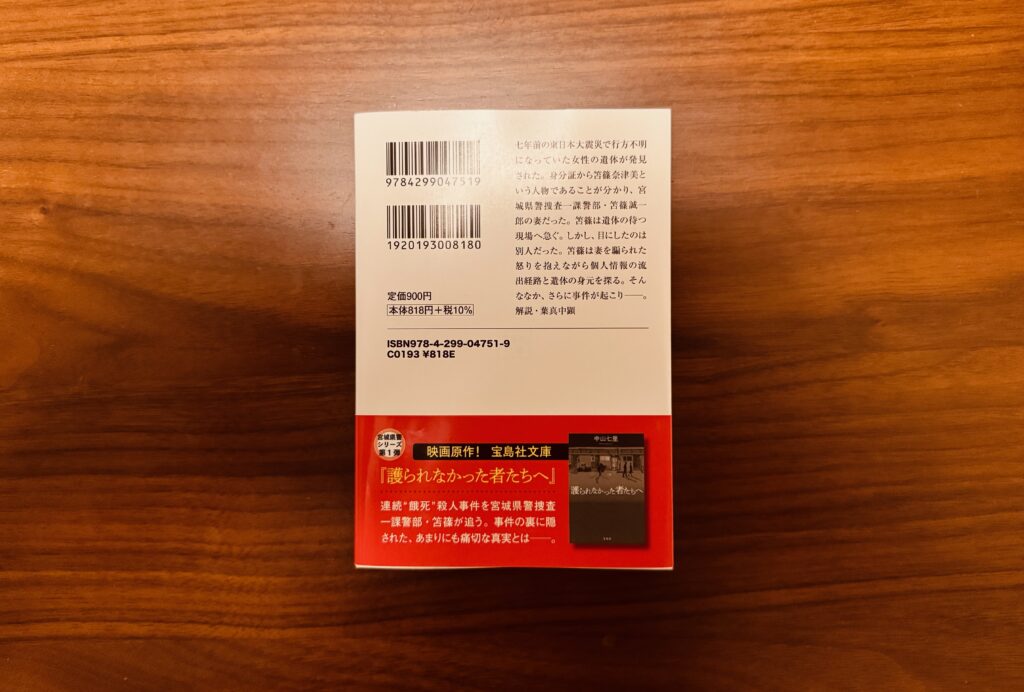 9784299047519
1920193008180
定価900円
本体818円+税10%
七年前の東日本大震災で行方不明
になっていた女性の遺体が発見
された。身分証から笘篠奈津美と
いう人物であることが分かり、宮
城県警捜査一課警部・笘篠誠一
郎の妻だった。笘篠は遺体の待つ
現場へ急ぐ。しかし、目にしたのは
別人だった。笘篠は妻を騙られた
怒りを抱えながら個人情報の流
出経路と遺体の身元を探る。そん
ななか、さらに事件が起こり――。
解説・葉真中顕
ISBN978-4-299-04751-9
C0193 ¥818E
宮城県警
シリーズ
第1弾
映画原作! 宝島社文庫
『護られなかった者たちへ』
連続“餓死”殺人事件を宮城県警捜査
一課警部・笘篠が追う。事件の裏に隠
された、あまりにも痛切な真実とは――。
中山七里
護られなかった者たちへ